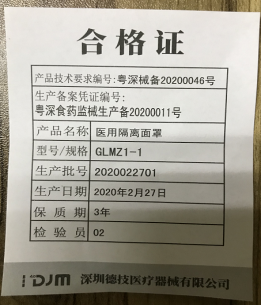 合格证
产品技术要求编号:粤深械备20200046号
生产备案凭证编号:
粤深食药监械生产备20200011号
产品名称 医用隔离面罩
型号/规格 GLMZ1-1
生产批号 2020022701
生产日期 2020年2月27日
保质期 3年
检验员 02
DJM 深圳德技医疗器械有限公司